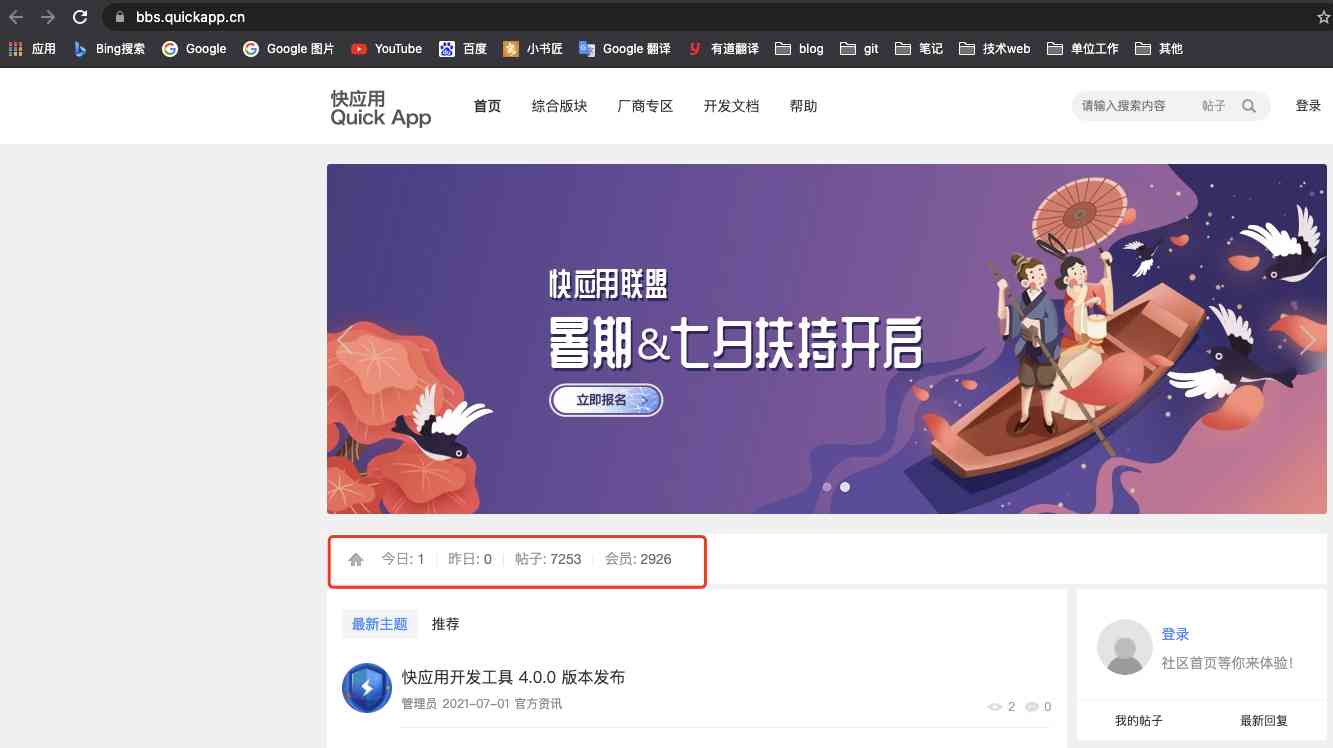 bbs.quickapp.cn
应用 Bing搜索 Google Google 图片 YouTube 百度 小书匠 Google 翻译 有道翻译 blog git 笔记 技术web 单位工作 其他
快应用
Quick App
首页 综合版块 厂商专区 开发文档 帮助
请输入搜索内容 帖子
登录
快应用联盟
暑期&七夕扶持开启
立即报名 >
今日: 1 昨日: 0 帖子: 7253 会员: 2926
最新主题 推荐
快应用开发工具 4.0.0 版本发布
管理员 2021-07-01 官方资讯
2 0
登录
社区首页等你来体验!
我的帖子 最新回复